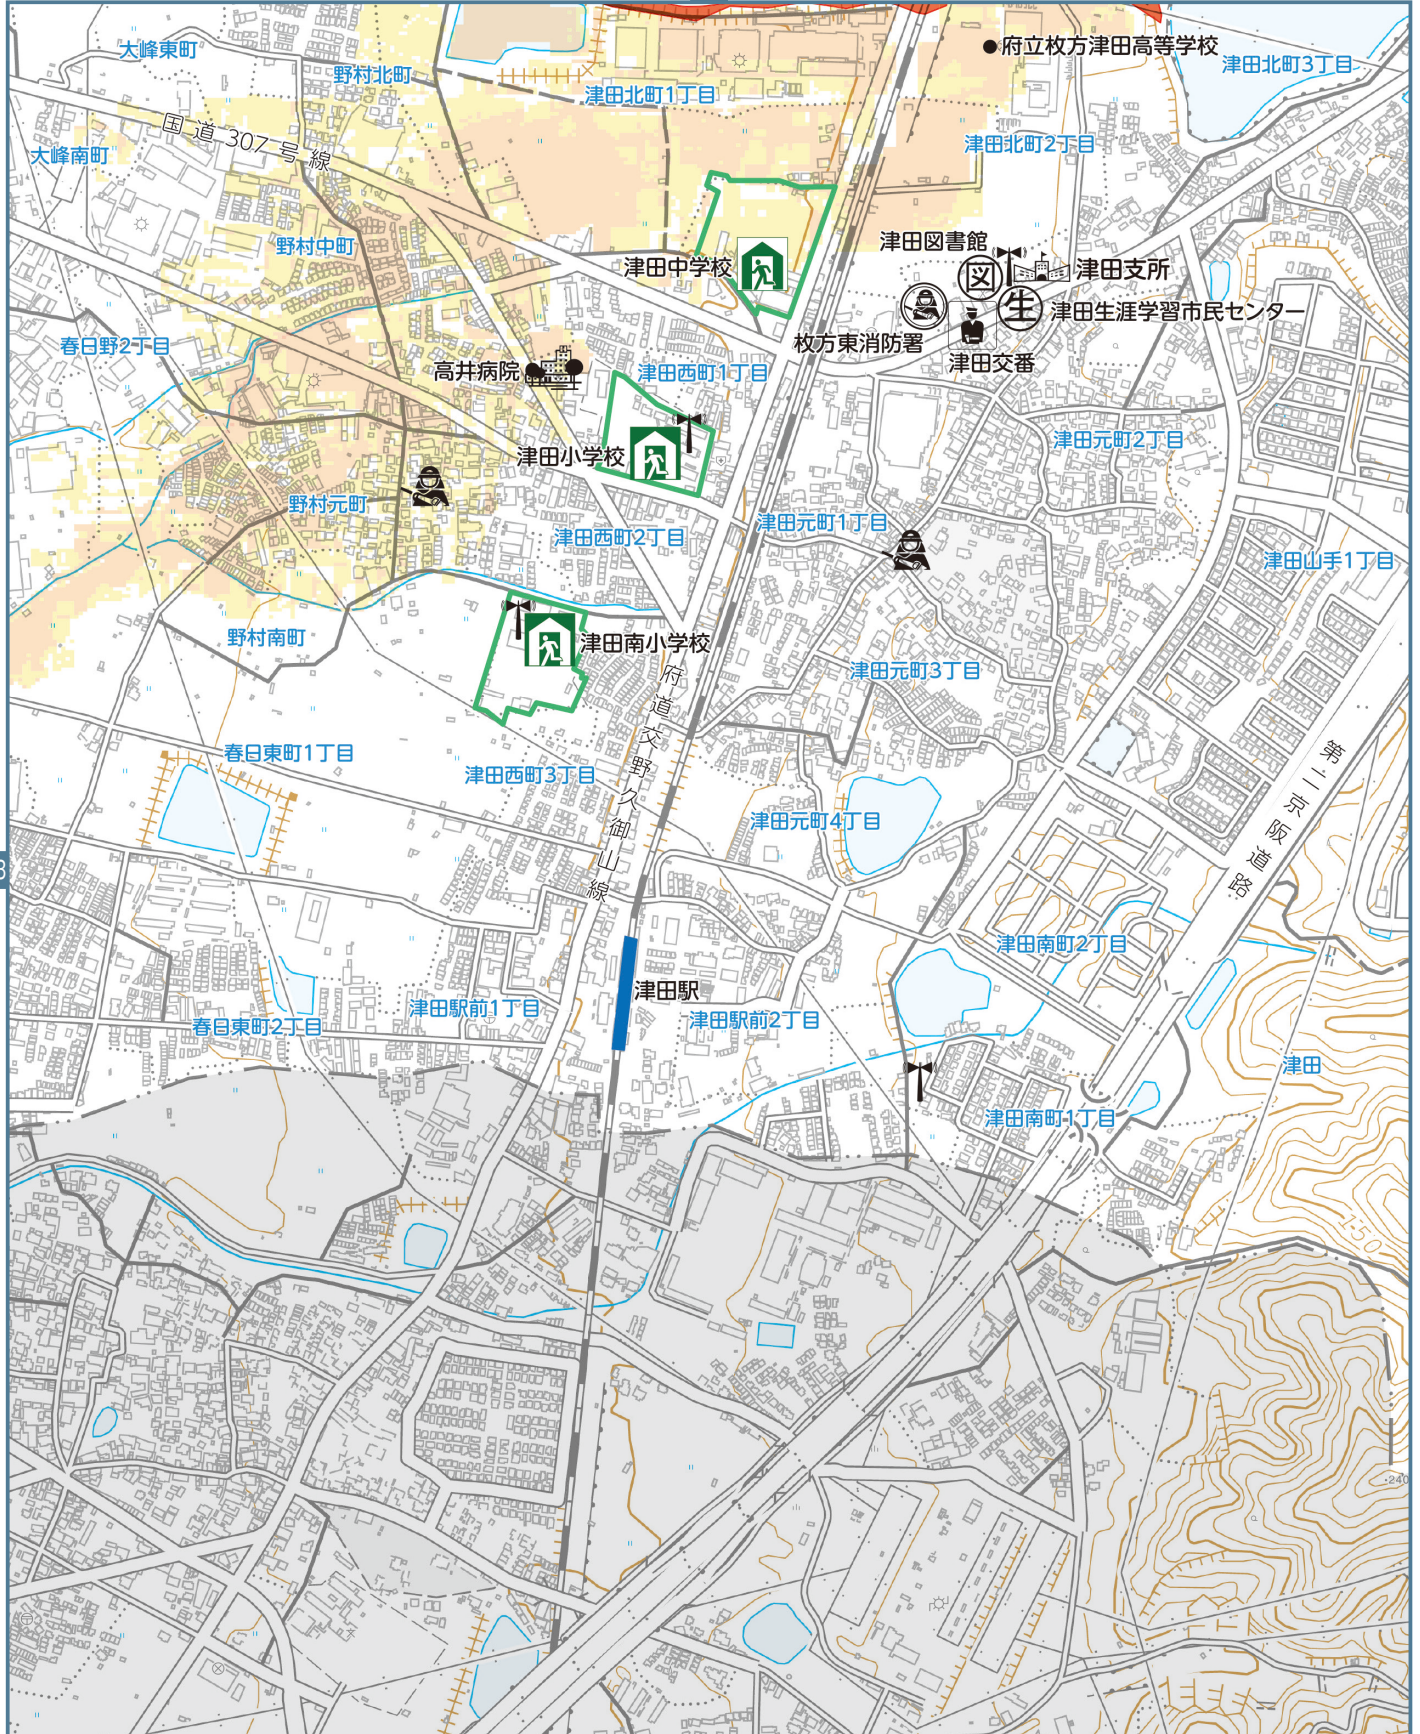 大峰東町
野村北町
津田北町1丁目
府立枚方津田高等学校
津田北町3丁目
国道307号線
大峰南町
津田北町2丁目
野村中町
津田中学校
津田図書館
図
津田支所
生
津田生涯学習市民センター
枚方東消防署
津田交番
春日野2丁目
高井病院
津田西町1丁目
津田元町2丁目
津田小学校
野村元町
津田西町2丁目
津田元町1丁目
津田山手1丁目
野村南町
津田南小学校
津田元町3丁目
府道交野久御山線
第二京阪道路
春日東町1丁目
津田西町3丁目
津田元町4丁目
3
津田南町2丁目
津田駅
津田駅前1丁目
津田駅前2丁目
春日東町2丁目
津田
津田南町1丁目
150
240